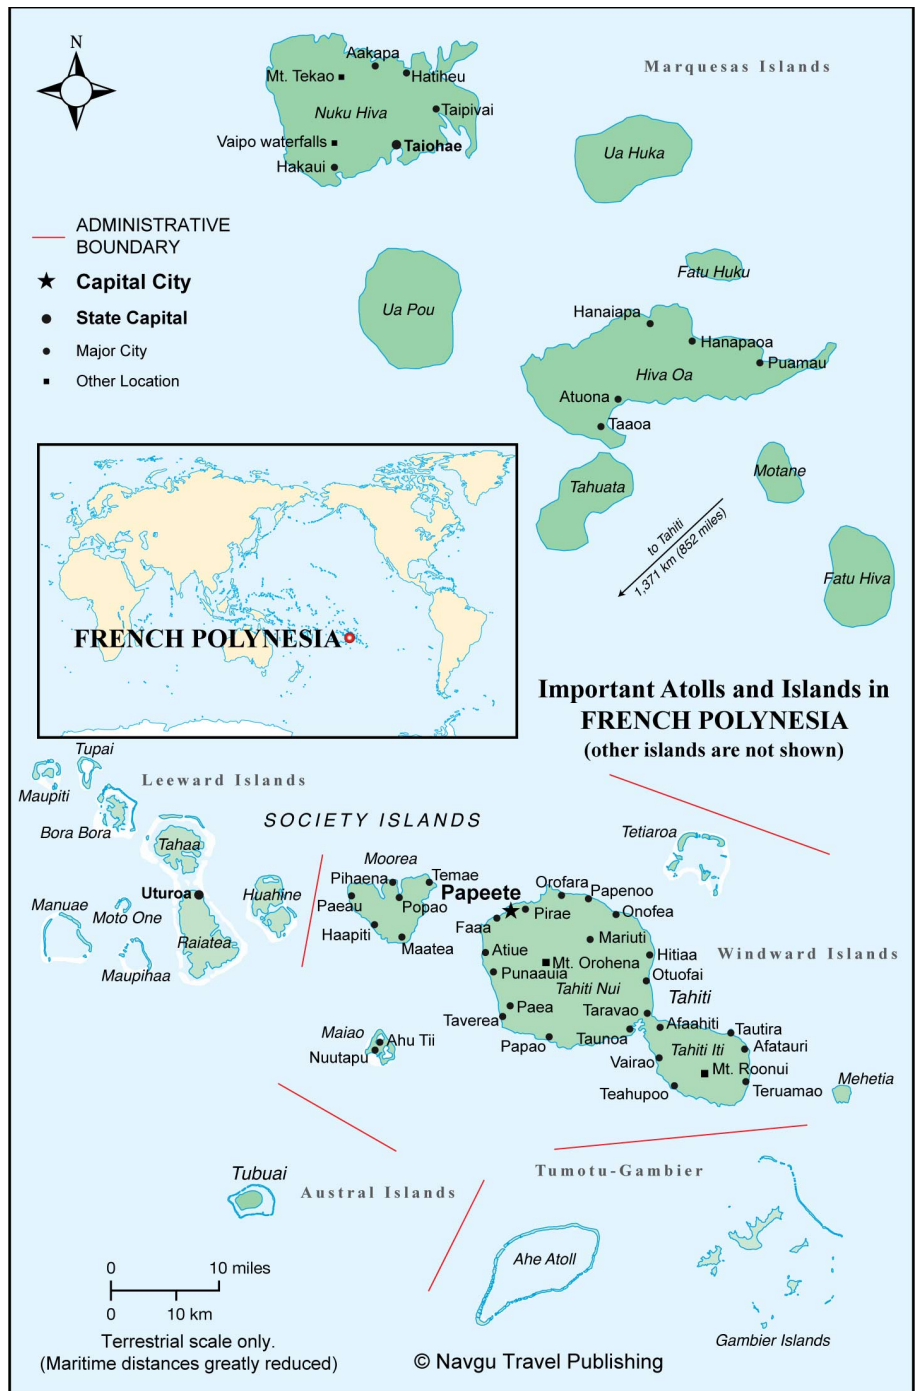 N
Marquesas Islands
Aakapa
Mt. Tekao
Hatiheu
Nuku Hiva
Taipivai
Vaipo waterfalls
Taiohae
Hakaui
Ua Huka
ADMINISTRATIVE
BOUNDARY
Capital City
State Capital
Major City
Other Location
Ua Pou
Fatu Huku
Hanaiapa
Hanapaoa
Puamau
Hiva Oa
Atuona
Taaoa
Tahuata
Motane
to Tahiti
1,371 km (852 miles)
Fatu Hiva
FRENCH POLYNESIA
Important Atolls and Islands in
FRENCH POLYNESIA
(other islands are not shown)
Tupai
Maupiti
Leeward Islands
Bora Bora
SOCIETY ISLANDS
Tahaa
Tetiaroa
Moorea
Pihaena
Temae
Uturoa
Huahine
Paeau
Popao
Papeete
Orofara
Papenoo
Manuae
Moto One
Pirae
Onofea
Faaa
Haapiti
Maatea
Mariuti
Raiatea
Maupihaa
Atiue
Mt. Orohena
Hitiaa
Windward Islands
Punaauia
Otuofai
Tahiti Nui
Tahiti
Paea
Taravao
Taverea
Afaahiti
Tautira
Maiao
Ahu Tii
Nuutapu
Papao
Taunoa
Tahiti Iti
Afatauri
Vairao
Mt. Roonui
Mehetia
Teahupoo
Teruamao
Tubuai
Austral Islands
Tumotu-Gambier
Ahe Atoll
0 10 miles
0 10 km
Terrestrial scale only.
(Maritime distances greatly reduced)
Gambier Islands
© Navgu Travel Publishing